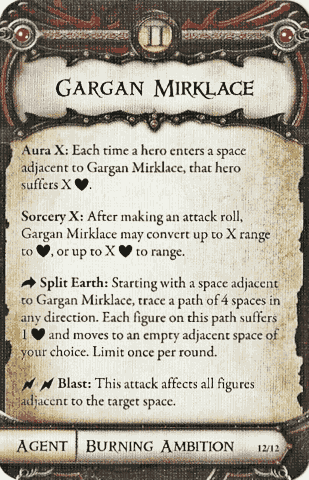 II
GARGAN MIRKLACE
Aura X: Each time a hero enters a space
adjacent to Gargan Mirklace, that hero
suffers X ♥.
Sorcery X: After making an attack roll,
Gargan Mirklace may convert up to X range
to ♥, or up to X ♥ to range.
Split Earth: Starting with a space adjacent
to Gargan Mirklace, trace a path of 4 spaces in
any direction. Each figure on this path suffers
1 ♥ and moves to an empty adjacent space of
your choice. Limit once per round.
Blast: This attack affects all figures
adjacent to the target space.
AGENT BURNING AMBITION 12/12